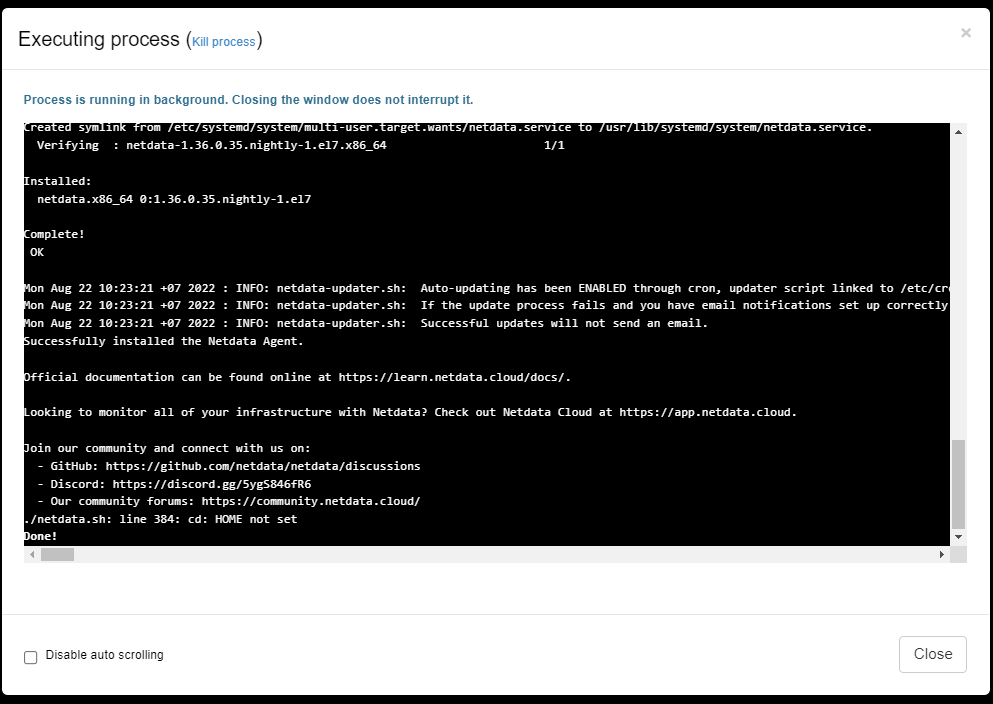 Executing process (Kill process)
×
Process is running in background. Closing the window does not interrupt it.
Created symlink from /etc/systemd/system/multi-user.target.wants/netdata.service to /usr/lib/systemd/system/netdata.service.
Verifying : netdata-1.36.0.35.nightly-1.el7.x86_64 1/1
Installed:
netdata.x86_64 0:1.36.0.35.nightly-1.el7
Complete!
OK
Mon Aug 22 10:23:21 +07 2022 : INFO: netdata-updater.sh: Auto-updating has been ENABLED through cron, updater script linked to /etc/cro
Mon Aug 22 10:23:21 +07 2022 : INFO: netdata-updater.sh: If the update process fails and you have email notifications set up correctly
Mon Aug 22 10:23:21 +07 2022 : INFO: netdata-updater.sh: Successful updates will not send an email.
Successfully installed the Netdata Agent.
Official documentation can be found online at https://learn.netdata.cloud/docs/.
Looking to monitor all of your infrastructure with Netdata? Check out Netdata Cloud at https://app.netdata.cloud.
Join our community and connect with us on:
- GitHub: https://github.com/netdata/netdata/discussions
- Discord: https://discord.gg/5ygS846fR6
- Our community forums: https://community.netdata.cloud/
./netdata.sh: line 384: cd: HOME not set
Done!
Disable auto scrolling
Close